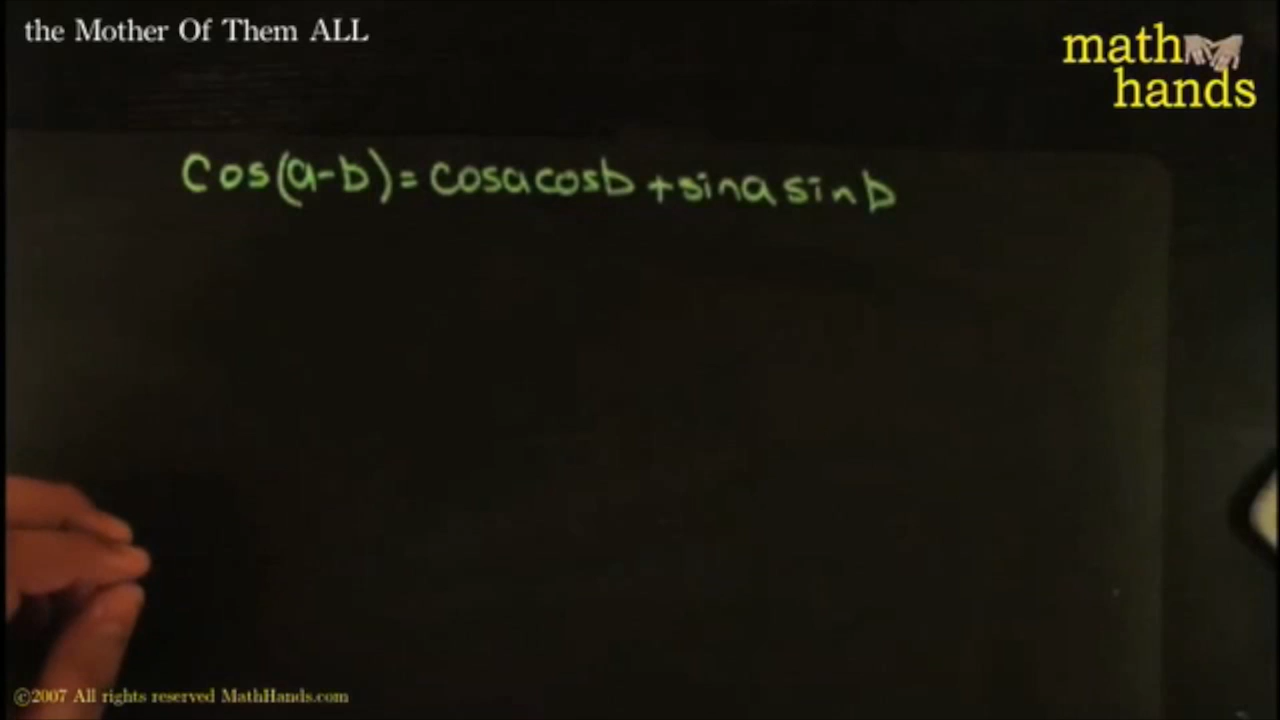 the Mother Of Them ALL
math
hands
cos(a-b)=cosacosb+sinasinb
©2007 All rights reserved MathHands.com